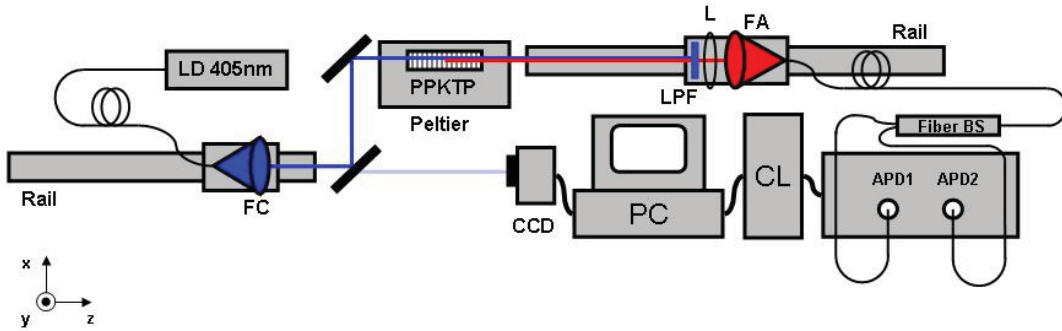 L
FA
Rail
LD 405nm
PPKTP
LPF
Peltier
Fiber BS
Rail
FC
CCD
PC
CL
APD1
APD2
x
y
z